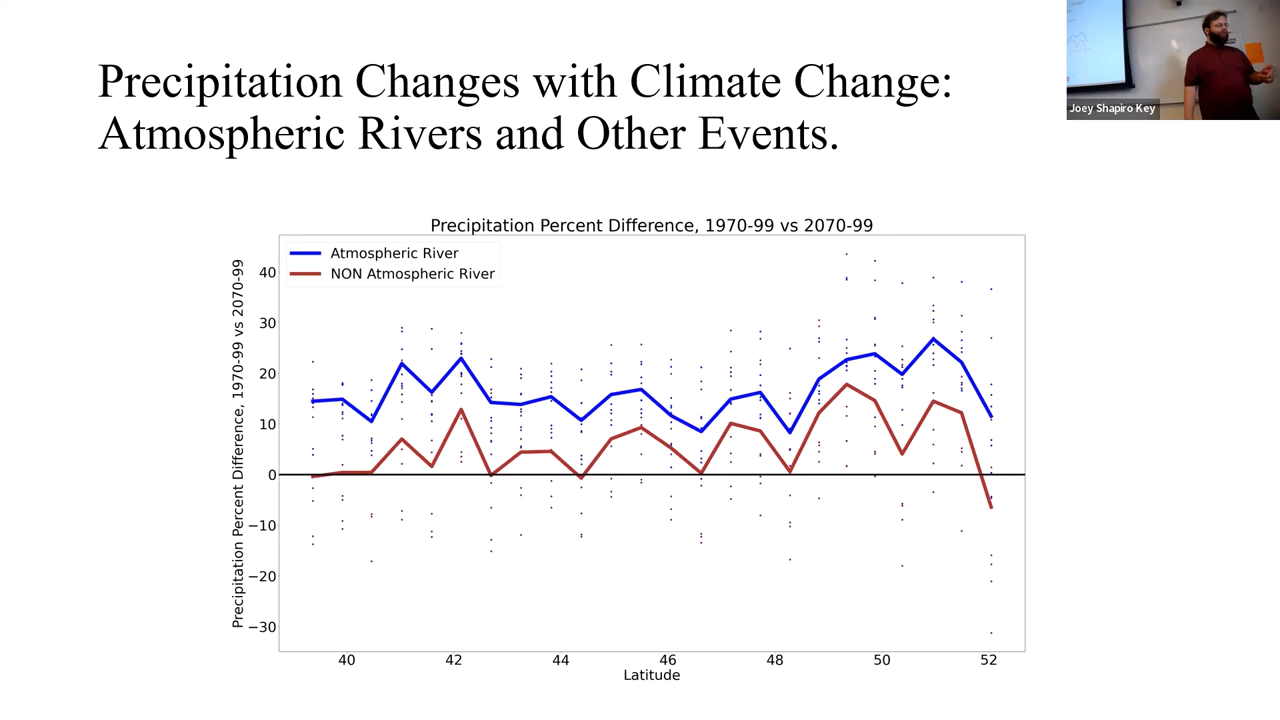 Precipitation Changes with Climate Change:
Atmospheric Rivers and Other Events.
Joey Shapiro Key
Precipitation Percent Difference, 1970-99 vs 2070-99
Atmospheric River
NON Atmospheric River
Precipitation Percent Difference, 1970-99 vs 2070-99
40
30
20
10
0
−10
−20
−30
40 42 44 46 48 50 52
Latitude